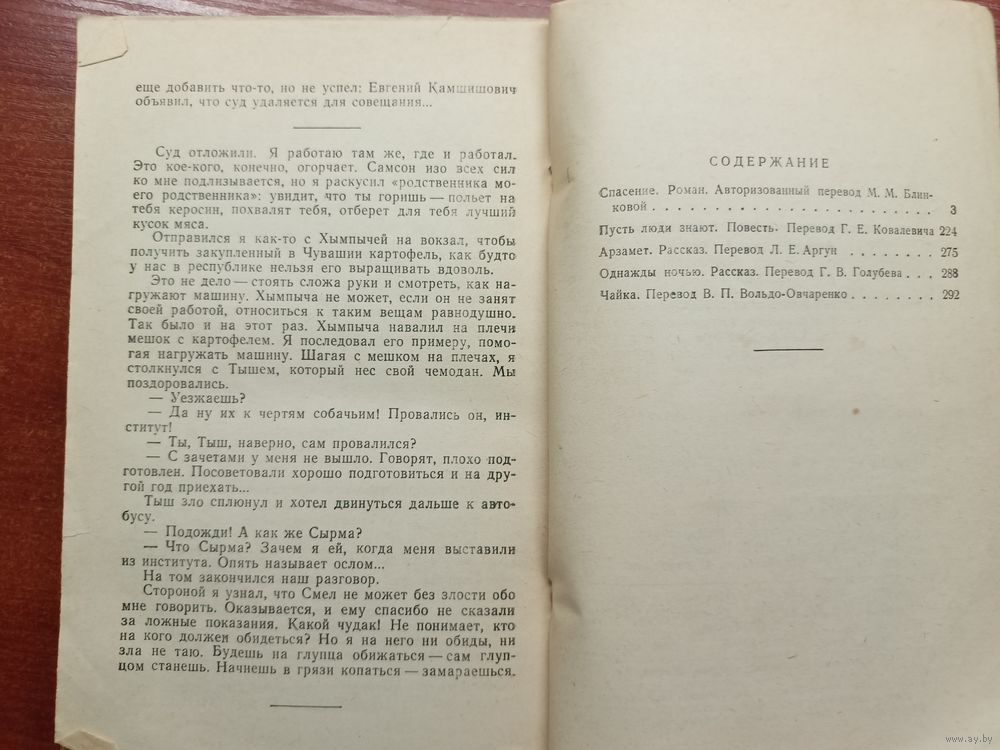 еще добавить что-то, но не успел: Евгений Камшишович
объявил, что суд удаляется для совещания...
Суд отложили. Я работаю там же, где и работал.
Это кое-кого, конечно, огорчает. Самсон изо всех сил
ко мне подлизывается, но я раскусил «родственника мо-
его родственника»: увидит, что ты горишь — польет на
тебя керосин, похвалят тебя, отберет для тебя лучший
кусок мяса.
Отправился я как-то с Хымпычей на вокзал, чтобы
получить закупленный в Чувашии картофель, как будто
у нас в республике нельзя его выращивать вдоволь.
Это не дело — стоять сложа руки и смотреть, как на-
гружают машину. Хымпыча не может, если он не занят
своей работой, относиться к таким вещам равнодушно.
Так было и на этот раз. Хымпыча навалил на плечи
мешок с картофелем. Я последовал его примеру, помо-
гая нагружать машину. Шагая с мешком на плечах, я
столкнулся с Тышем, который нес свой чемодан. Мы
поздоровались.
— Уезжаешь?
— Да ну их к чертям собачьим! Провались он, ин-
ститут!
— Ты, Тыш, наверно, сам провалился?
— С зачетами у меня не вышло. Говорят, плохо под-
готовлен. Посоветовали хорошо подготовиться и на дру-
гой год приехать...
Тыш зло сплюнул и хотел двинуться дальше к авто-
бусу.
— Подожди! А как же Сырма?
— Что Сырма? Зачем я ей, когда меня выставили
из института. Опять называет ослом...
На том закончился наш разговор.
Стороной я узнал, что Смел не может без злости обо
мне говорить. Оказывается, и ему спасибо не сказали
за ложные показания. Какой чудак! Не понимает, кто
на кого должен обидеться? Но я на него ни обиды, ни
зла не таю. Будешь на глупца обижаться — сам глуп-
цом станешь. Начнешь в грязи копаться — замараешься.
СОДЕРЖАНИЕ
Спасение. Роман. Авторизованный перевод М. М. Блин-
ковой . . . . . . . . . . . . . . . . . . . . . . . 3
Пусть люди знают. Повесть. Перевод Г. Е. Ковалевича 224
Арзамет. Рассказ. Перевод Л. Е. Аргун . . . . . . . . 275
Однажды ночью. Рассказ. Перевод Г. В. Голубева . . . 288
Чайка. Перевод В. П. Вольдо-Овчаренко . . . . . . . . 292
www.ay.by